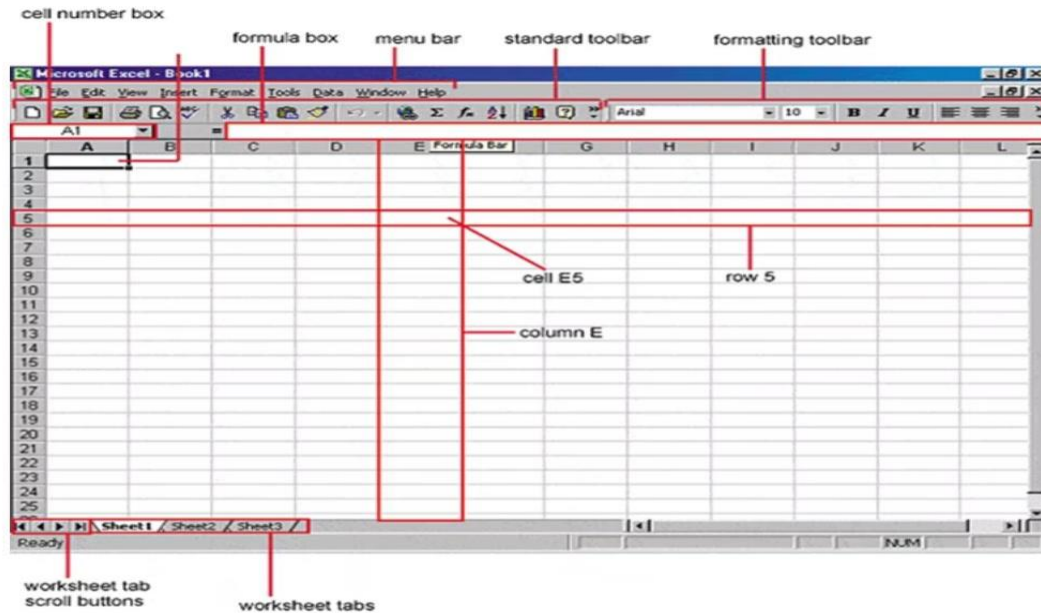 cell number box
formula box menu bar standard toolbar formatting toolbar
Microsoft Excel - Book1
File Edit View Insert Format Tools Data Window Help
Arial 10 B I U
A1 =
Formula Bar
A B C D E G H I J K L
1
2
3
4
5
6
7
8
9
cell E5 row 5
10
11
12
13
column E
14
15
16
17
18
19
20
21
22
23
24
25
Sheet1 Sheet2 Sheet3
Ready NUM
worksheet tab
scroll buttons
worksheet tabs